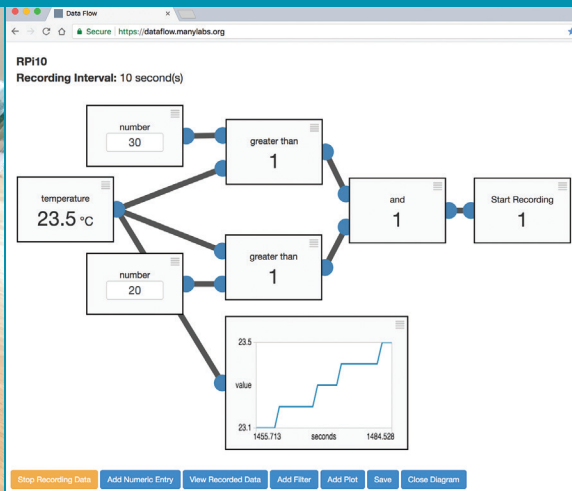 Data Flow
Secure https://dataflow.manylabs.org
RPi10
Recording Interval: 10 second(s)
number
30
greater than
1
temperature
23.5 °C
and
1
Start Recording
1
number
20
greater than
1
23.5
value
23.1
1455.713 seconds 1484.528
Stop Recording Data Add Numeric Entry View Recorded Data Add Filter Add Plot Save Close Diagram